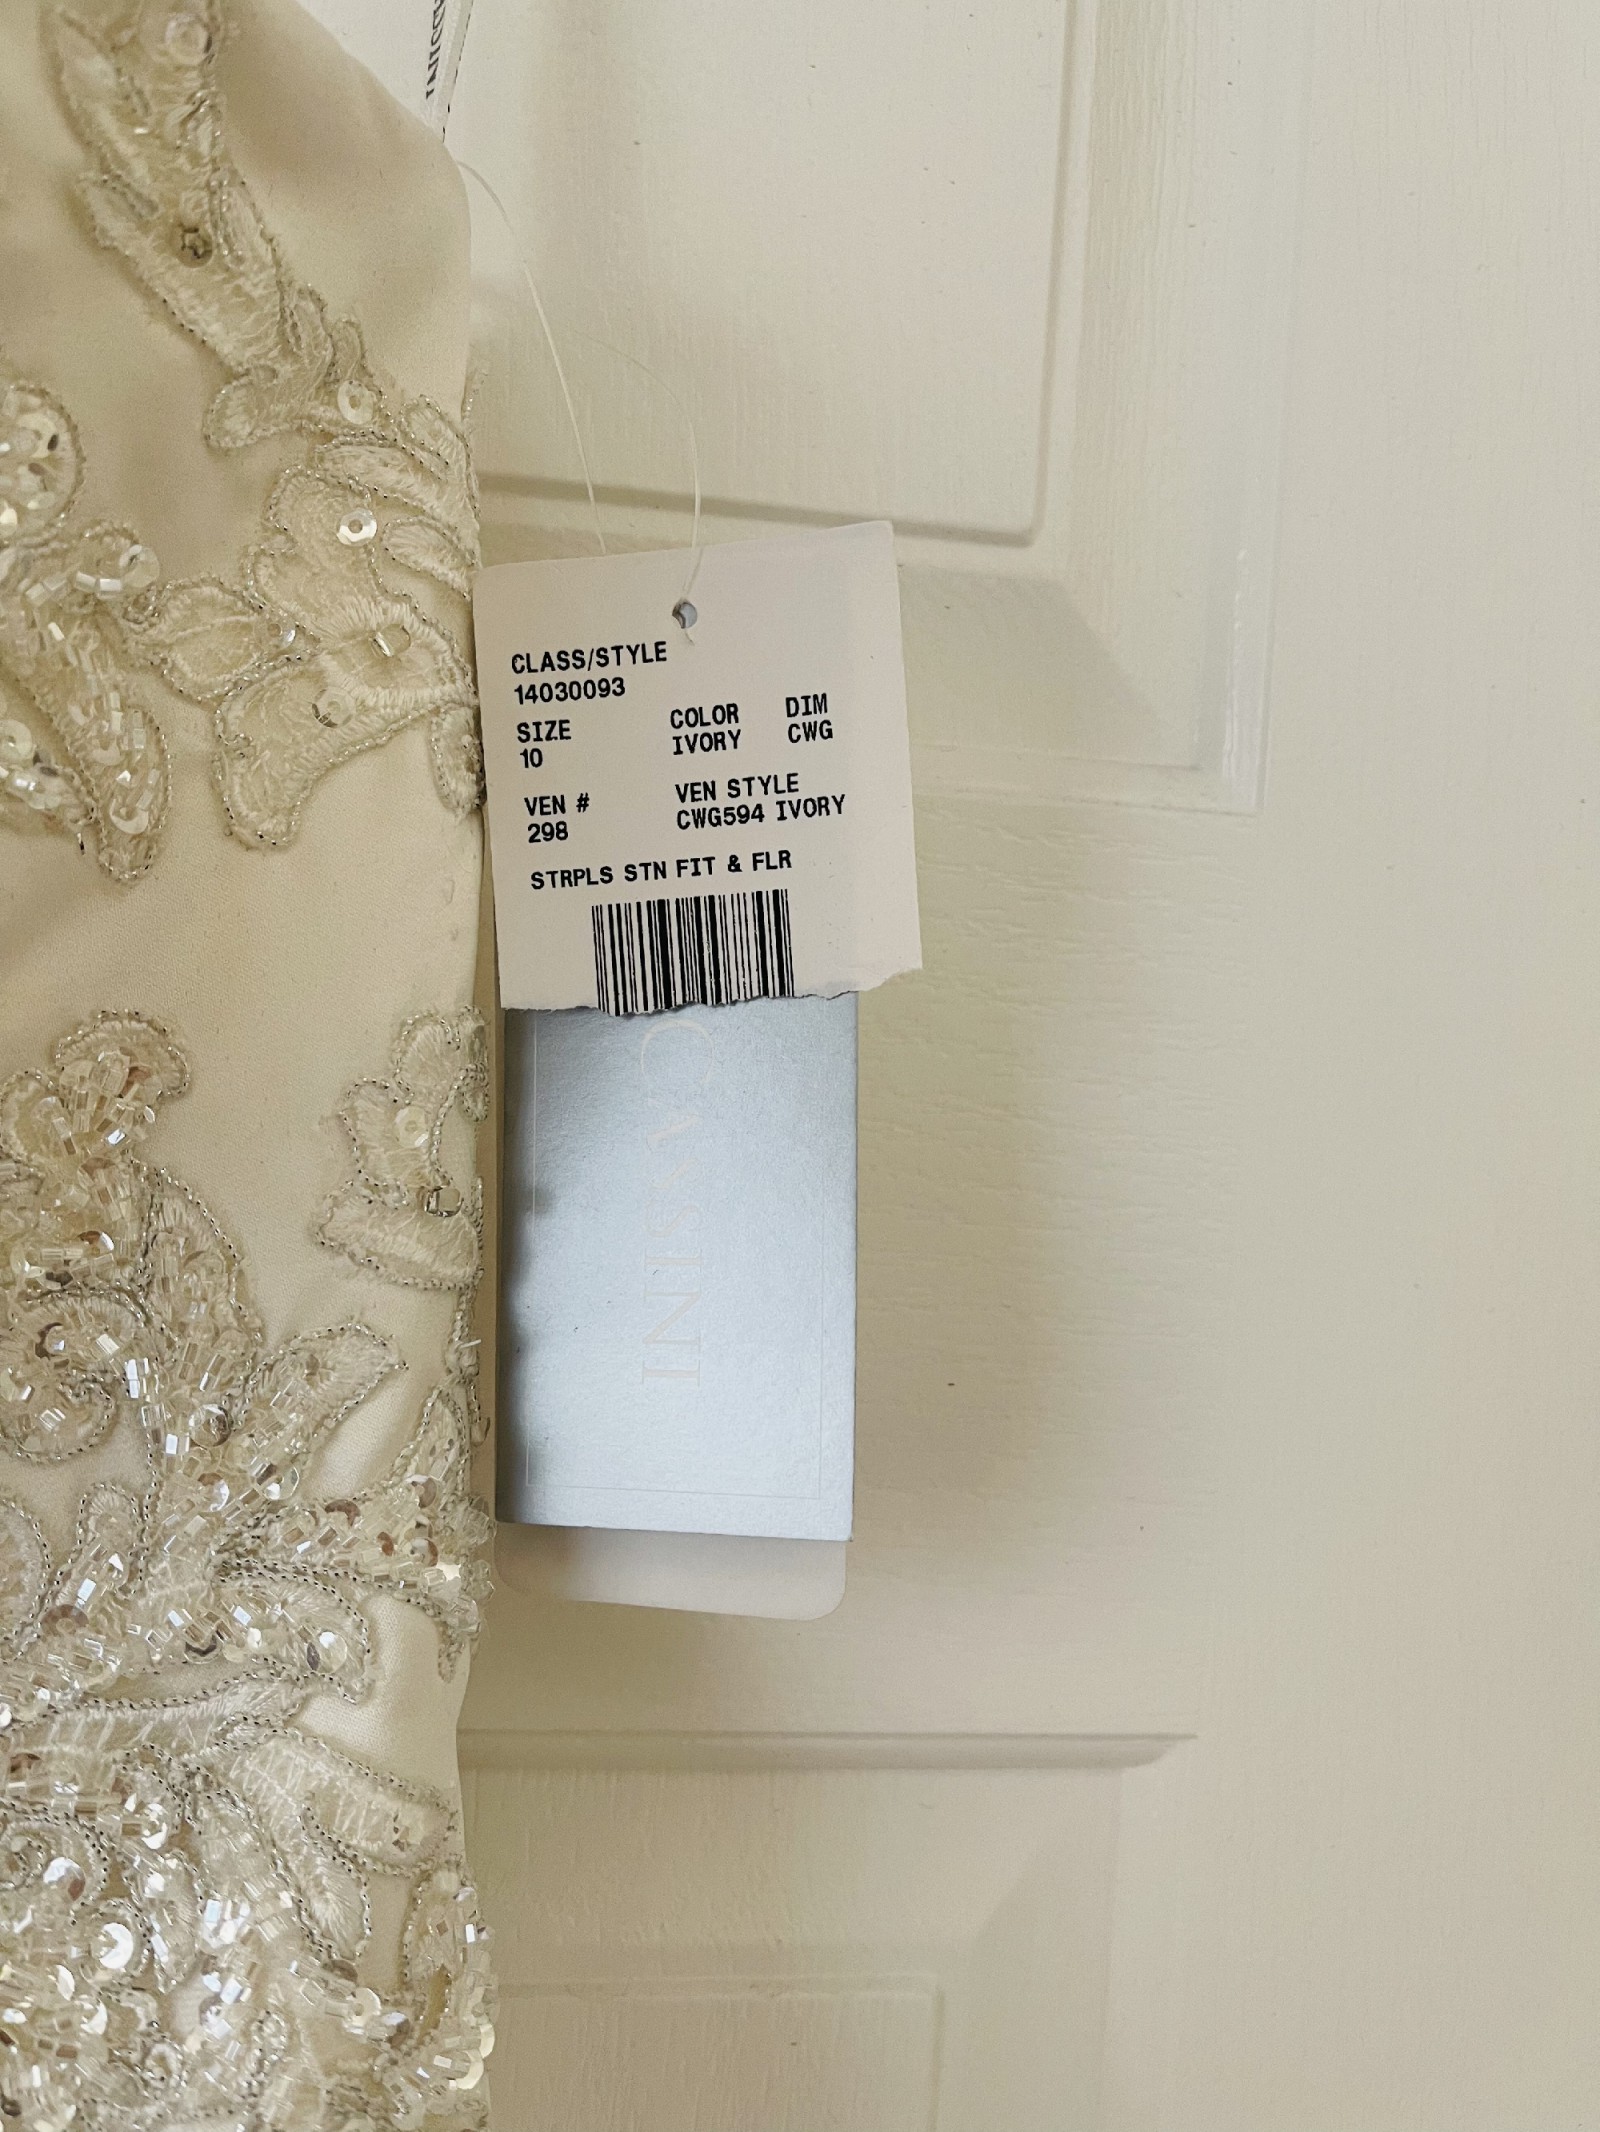 CLASS/STYLE
14030093
SIZE COLOR DIM
10 IVORY CWG
VEN # VEN STYLE
298 CWG594 IVORY
STRPLS STN FIT & FLR
CASSINI